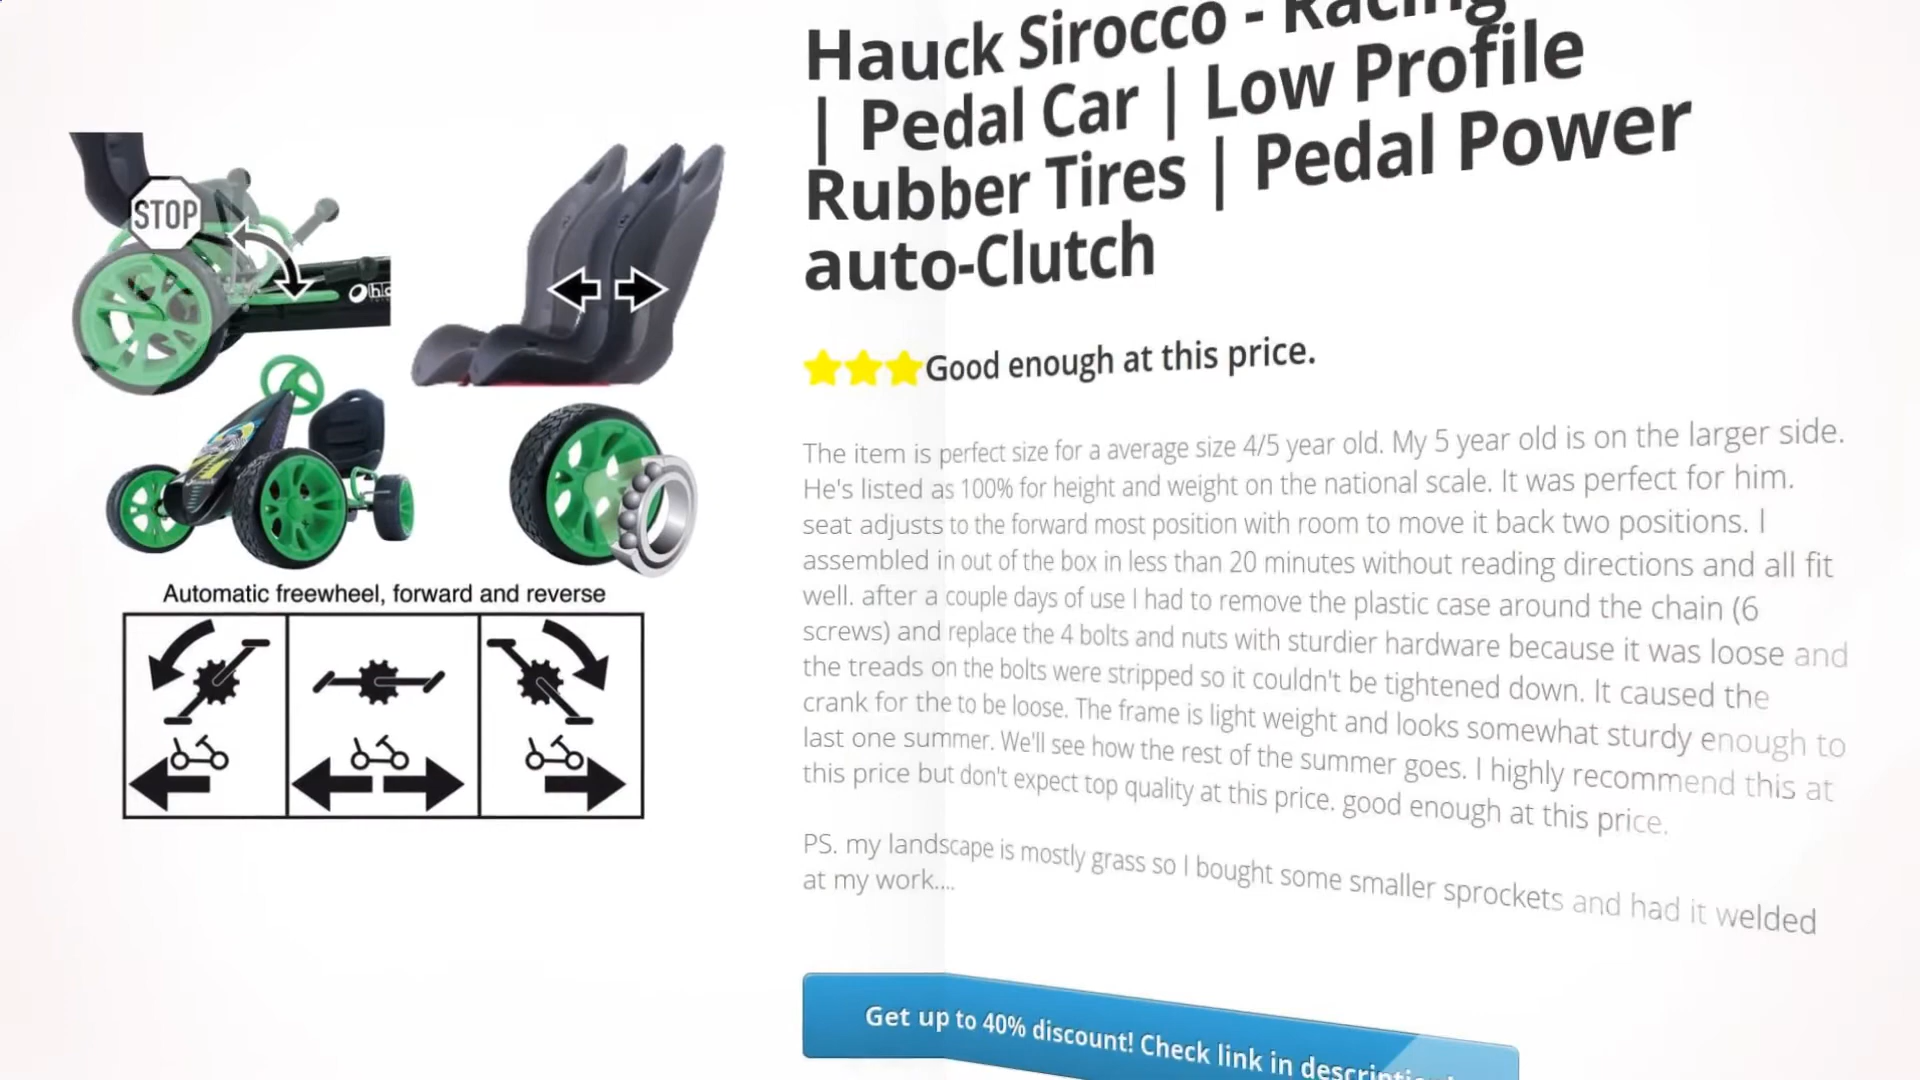 Hauck Sirocco - Racing
| Pedal Car | Low Profile
Rubber Tires | Pedal Power
auto-Clutch
Good enough at this price.
The item is perfect size for a average size 4/5 year old. My 5 year old is on the larger side.
He's listed as 100% for height and weight on the national scale. It was perfect for him.
seat adjusts to the forward most position with room to move it back two positions. I
assembled in out of the box in less than 20 minutes without reading directions and all fit
well. after a couple days of use I had to remove the plastic case around the chain (6
screws) and replace the 4 bolts and nuts with sturdier hardware because it was loose and
the treads on the bolts were stripped so it couldn't be tightened down. It caused the
crank for the to be loose. The frame is light weight and looks somewhat sturdy enough to
last one summer. We'll see how the rest of the summer goes. I highly recommend this at
this price but don't expect top quality at this price. good enough at this price.
PS. my landscape is mostly grass so I bought some smaller sprockets and had it welded
at my work....
Get up to 40% discount! Check link in
STOP
Automatic freewheel, forward and reverse